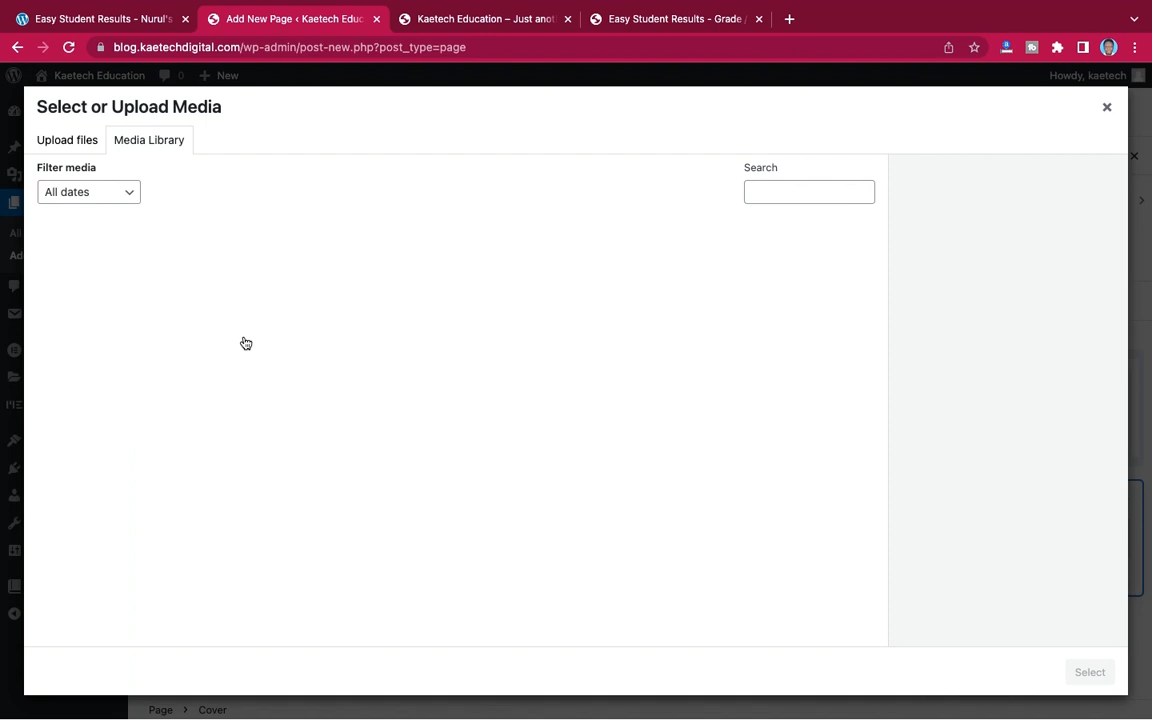 Easy Student Results - Nurul's
Add New Page ‹ Kaetech Educ
Kaetech Education – Just anot
Easy Student Results - Grade /
blog.kaetechdigital.com/wp-admin/post-new.php?post_type=page
Kaetech Education
0
New
Howdy, kaetech
Select or Upload Media
Upload files
Media Library
Filter media
Search
All dates
All
Ad
Select
Page
Cover